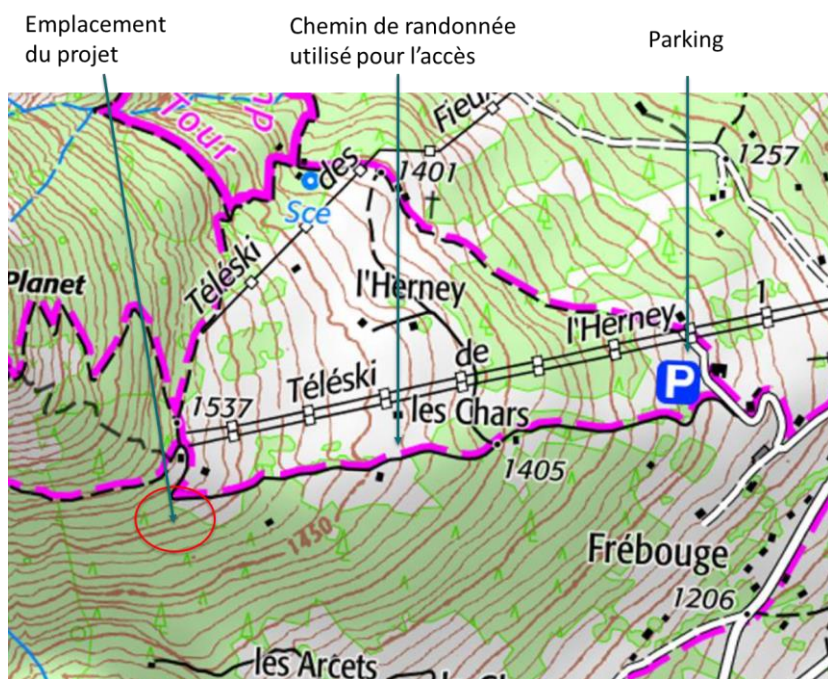 Emplacement
du projet
Chemin de randonnée
utilisé pour l'accès
Parking
Tour
Fieux
des
1401
1257
Sce
Téléski
Planet
l'Herney
l'Herney
1
de
Téléski
1537
les Chars
P
1405
1450
Frébouge
1206
les Arcets